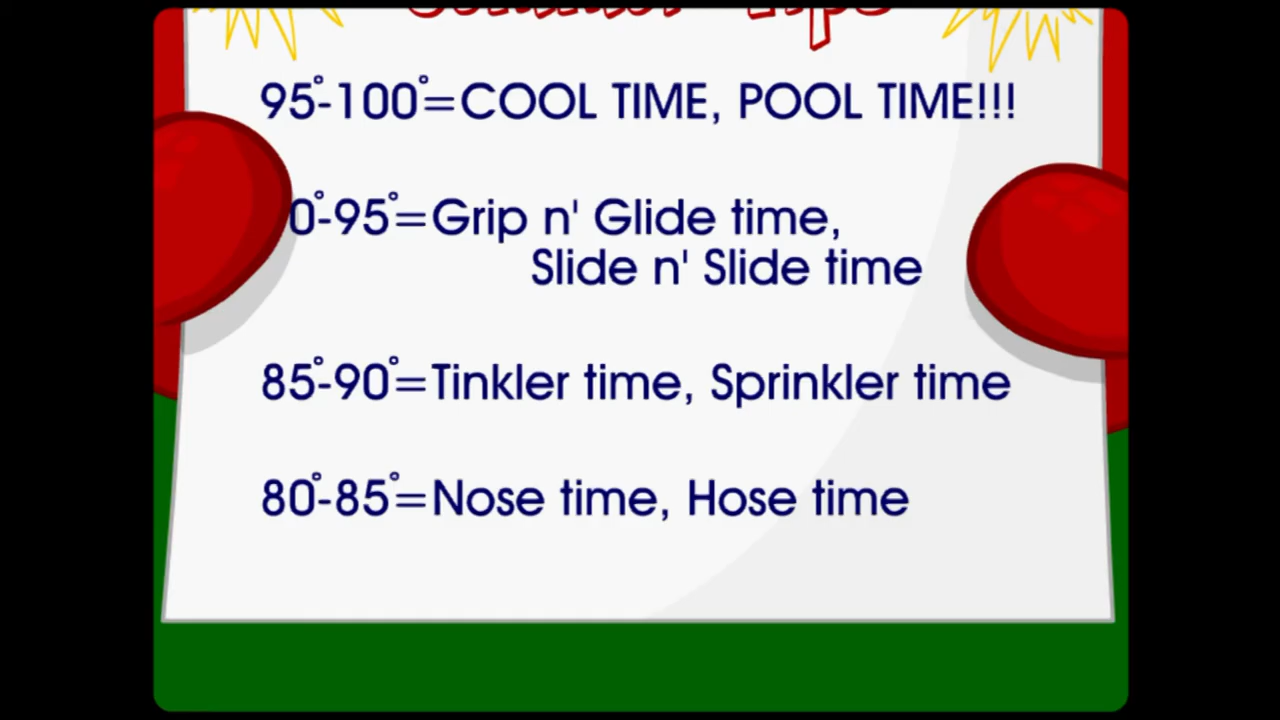 95°-100°=COOL TIME, POOL TIME!!!
0°-95°=Grip n' Glide time,
Slide n' Slide time
85°-90°=Tinkler time, Sprinkler time
80°-85°=Nose time, Hose time